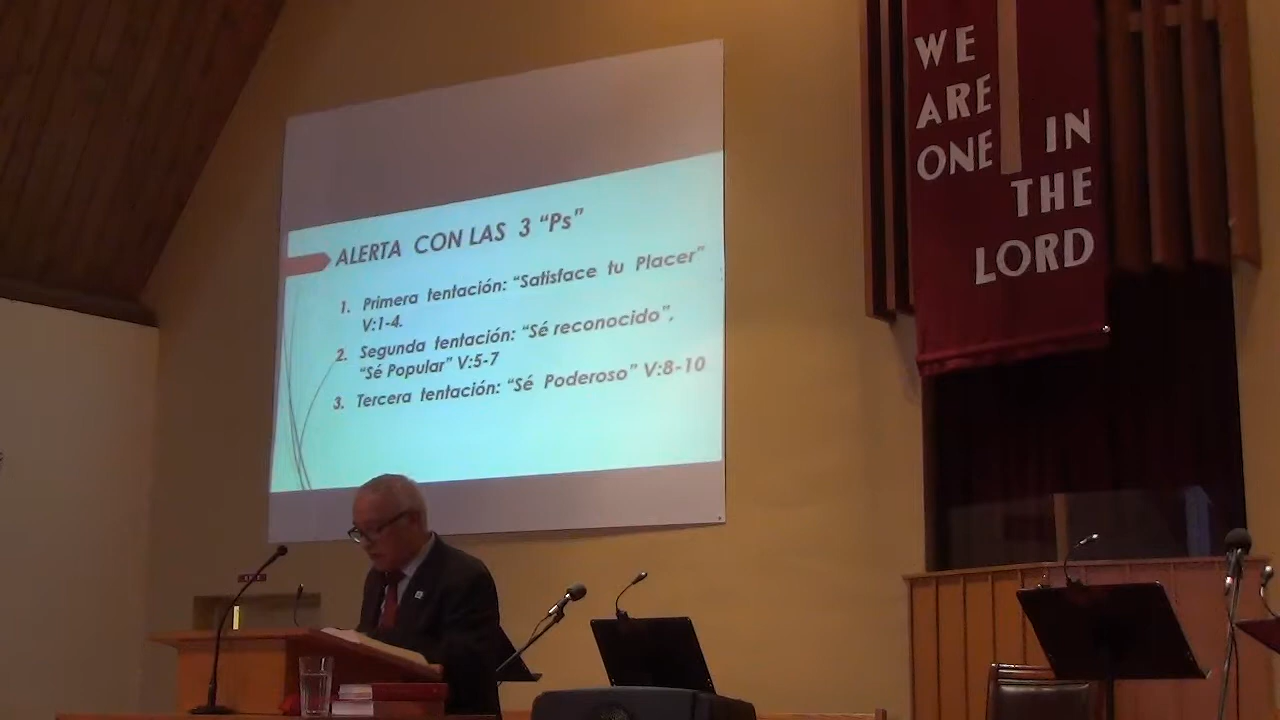 ALERTA CON LAS 3 “Ps”
1. Primera tentación: “Satisface tu Placer”
V:1-4.
2. Segunda tentación: “Sé reconocido”,
“Sé Popular” V:5-7
3. Tercera tentación: “Sé Poderoso” V:8-10
WE
ARE
ONE IN
THE
LORD